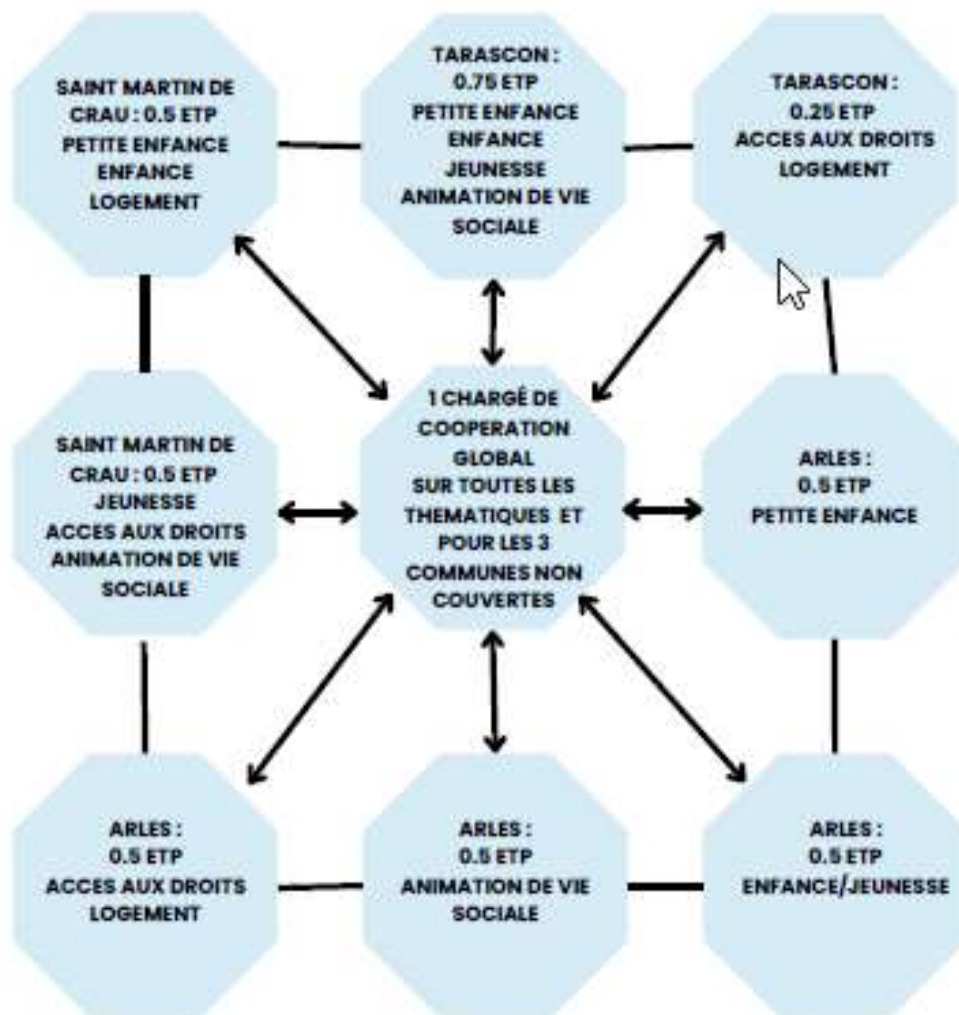 SAINT MARTIN DE
CRAU : 0.5 ETP
PETITE ENFANCE
ENFANCE
LOGEMENT
TARASCON :
0.75 ETP
PETITE ENFANCE
ENFANCE
JEUNESSE
ANIMATION DE VIE
SOCIALE
TARASCON :
0.25 ETP
ACCES AUX DROITS
LOGEMENT
SAINT MARTIN DE
CRAU : 0.5 ETP
JEUNESSE
ACCES AUX DROITS
ANIMATION DE VIE
SOCIALE
1 CHARGÉ DE
COOPERATION
GLOBAL
SUR TOUTES LES
THEMATIQUES ET
POUR LES 3
COMMUNES NON
COUVERTES
ARLES :
0.5 ETP
PETITE ENFANCE
ARLES :
0.5 ETP
ACCES AUX DROITS
LOGEMENT
ARLES :
0.5 ETP
ANIMATION DE VIE
SOCIALE
ARLES :
0.5 ETP
ENFANCE/JEUNESSE